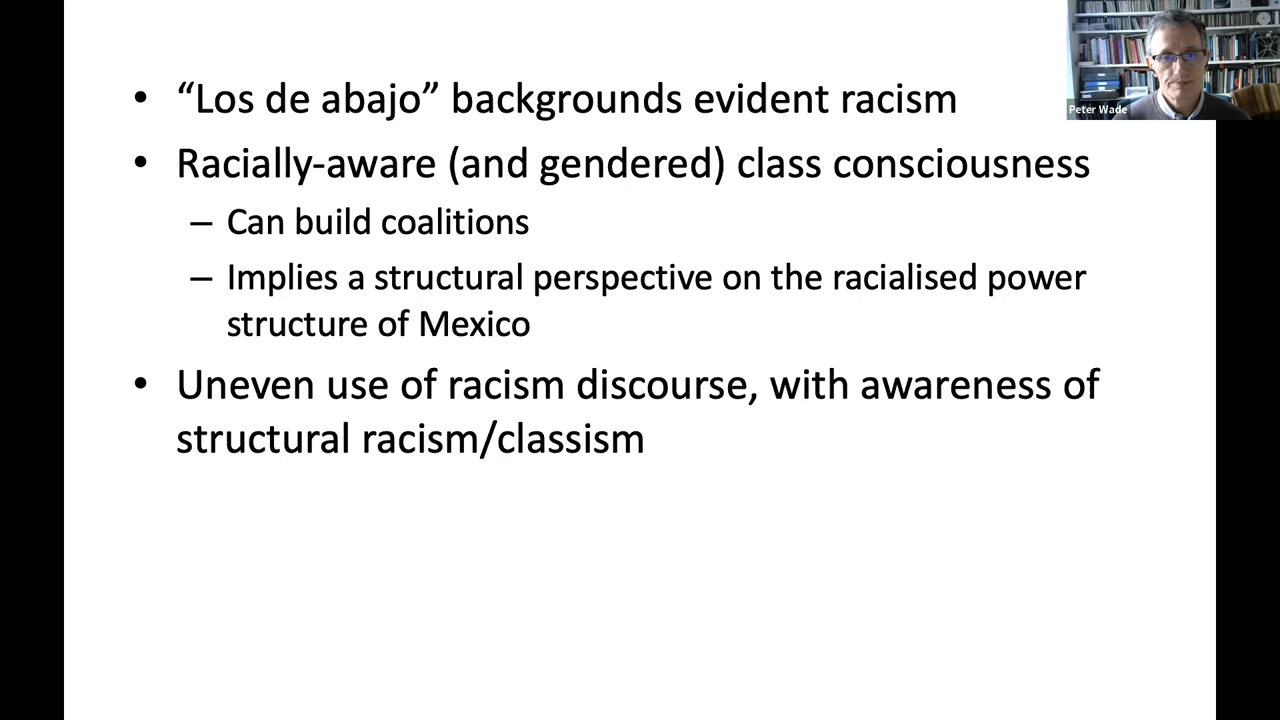 • “Los de abajo” backgrounds evident racism
Peter Wade
• Racially-aware (and gendered) class consciousness
– Can build coalitions
– Implies a structural perspective on the racialised power
structure of Mexico
• Uneven use of racism discourse, with awareness of
structural racism/classism